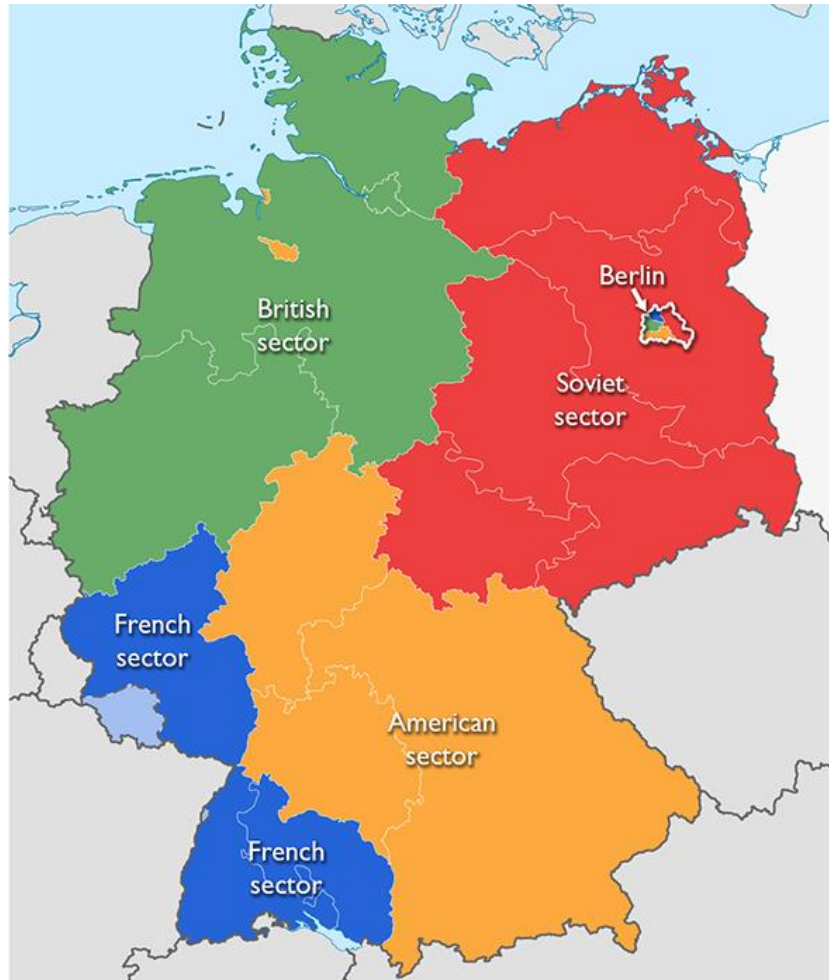 Berlin
British
sector
Soviet
sector
French
sector
American
sector
French
sector